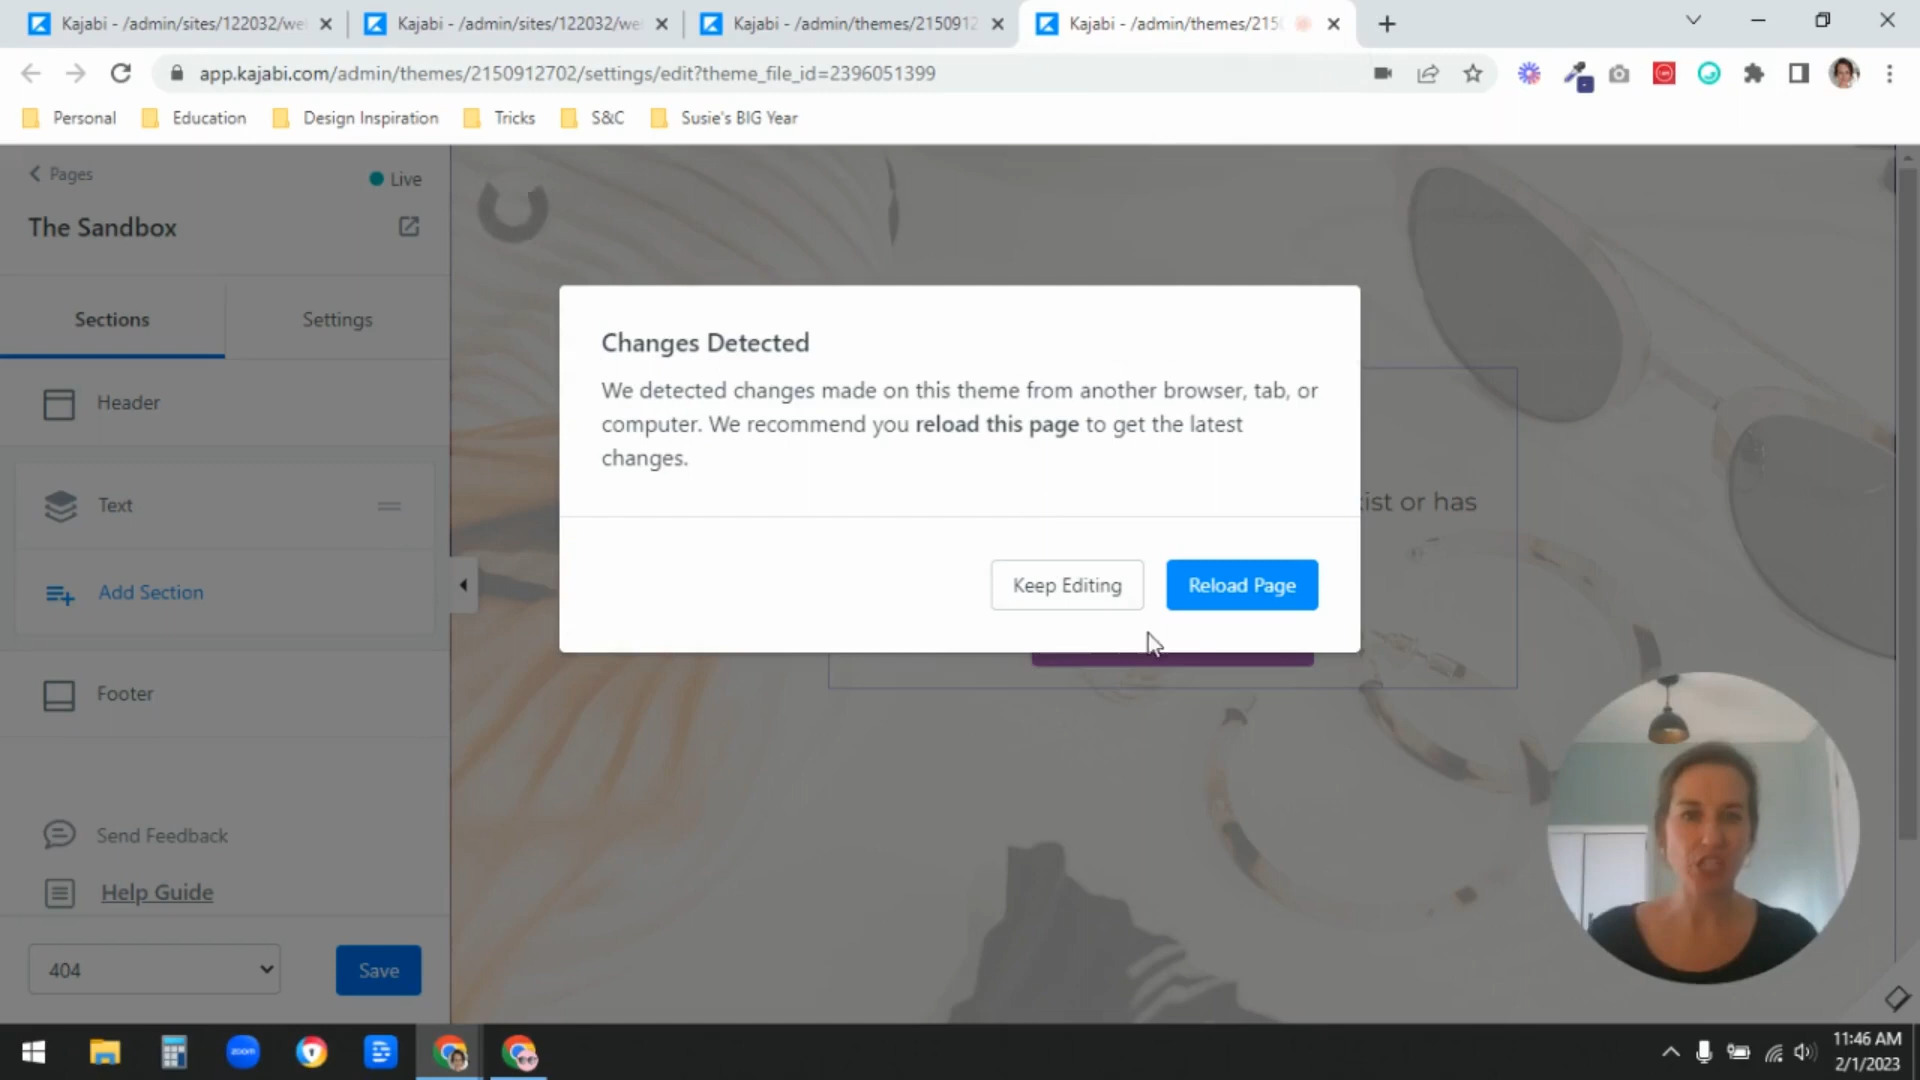 Kajabi - /admin/sites/122032/we
Kajabi - /admin/sites/122032/we
Kajabi - /admin/themes/2150912
Kajabi - /admin/themes/215
app.kajabi.com/admin/themes/2150912702/settings/edit?theme_file_id=2396051399
Personal
Education
Design Inspiration
Tricks
S&C
Susie's BIG Year
Pages
Live
The Sandbox
Sections
Settings
Header
Text
Add Section
Footer
Send Feedback
Help Guide
404
Save
Changes Detected
We detected changes made on this theme from another browser, tab, or
computer. We recommend you reload this page to get the latest
changes.
or has
Keep Editing
Reload Page
zoom
11:46 AM
2/1/2023